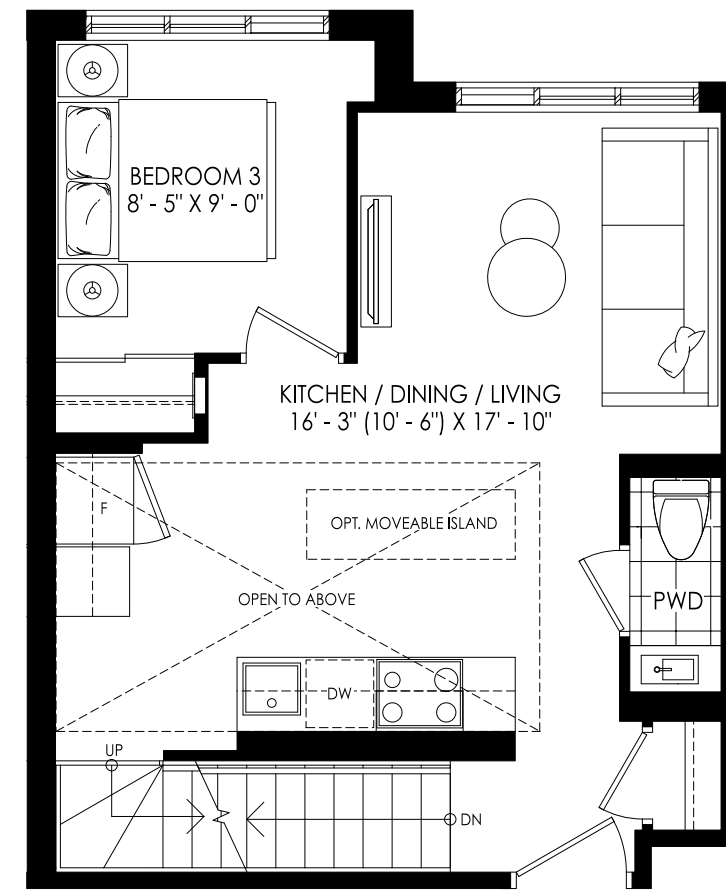 BEDROOM 3
8' - 5" X 9' - 0"
KITCHEN / DINING / LIVING
16' - 3" (10' - 6") X 17' - 10"
F
OPT. MOVEABLE ISLAND
OPEN TO ABOVE
PWD
DW
UP
DN